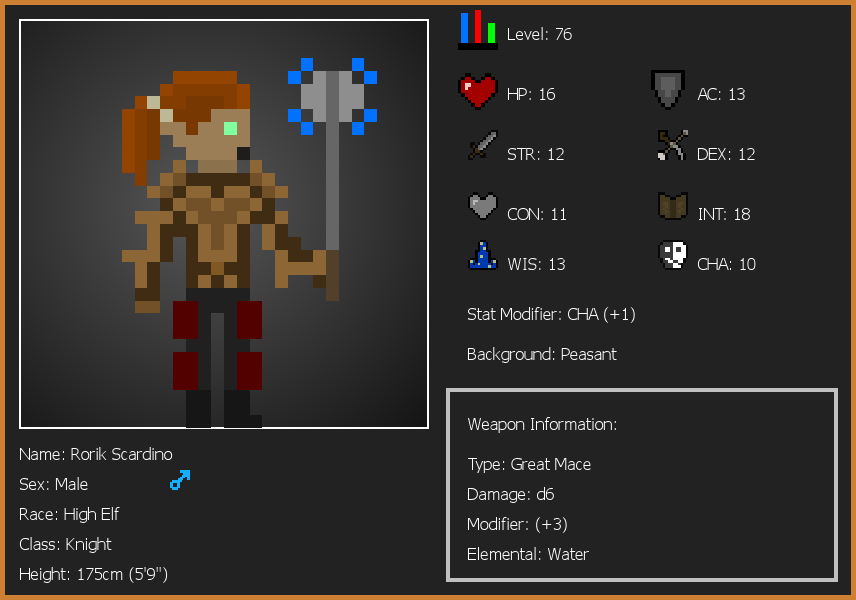 Level: 76
HP: 16
AC: 13
STR: 12
DEX: 12
CON: 11
INT: 18
WIS: 13
CHA: 10
Stat Modifier: CHA (+1)
Background: Peasant
Weapon Information:
Type: Great Mace
Damage: d6
Modifier: (+3)
Elemental: Water
Name: Rorik Scardino
Sex: Male
Race: High Elf
Class: Knight
Height: 175cm (5'9")